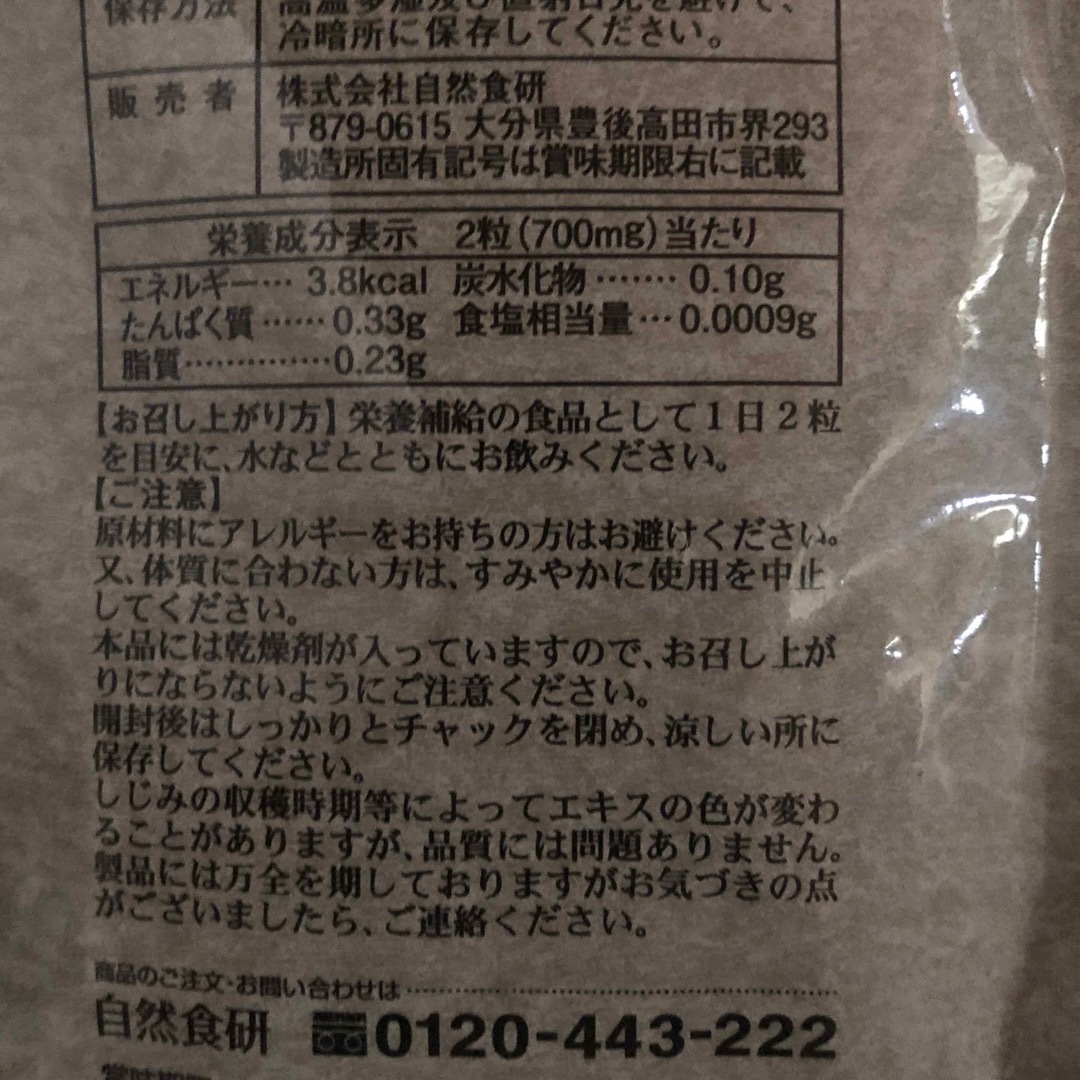 保存方法 高温多湿及び直射日光を避けて、
冷暗所に保存してください。
販売者 株式会社自然食研
〒879-0615 大分県豊後高田市界293
製造所固有記号は賞味期限右に記載
栄養成分表示 2粒(700mg)当たり
エネルギー… 3.8kcal 炭水化物……… 0.10g
たんぱく質……0.33g 食塩相当量…0.0009g
脂質……………0.23g
【お召し上がり方】栄養補給の食品として1日2粒
を目安に、水などとともにお飲みください。
【ご注意】
原材料にアレルギーをお持ちの方はお避けください。
又、体質に合わない方は、すみやかに使用を中止
してください。
本品には乾燥剤が入っていますので、お召し上が
りにならないようにご注意ください。
開封後はしっかりとチャックを閉め、涼しい所に
保存してください。
しじみの収穫時期等によってエキスの色が変わ
ることがありますが、品質には問題ありません。
製品には万全を期しておりますがお気づきの点
がございましたら、ご連絡ください。
商品のご注文・お問い合わせは
自然食研 0120-443-222